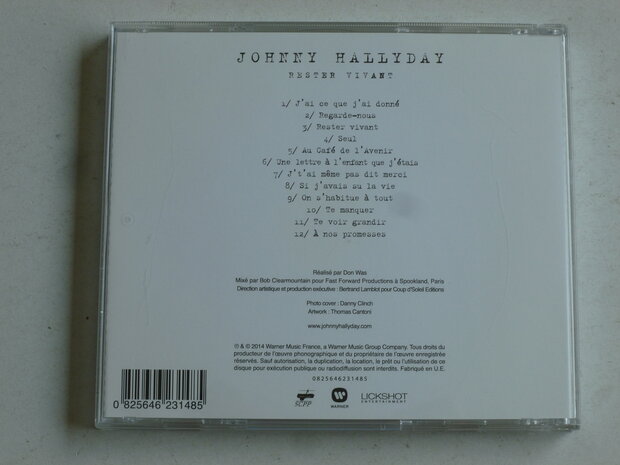 JOHNNY HALLYDAY
RESTER VIVANT
1/ J'ai ce que j'ai donné
2/ Regarde-nous
3/ Rester vivant
4/ Seul
5/ Au Café de l'Avenir
6/ Une lettre à l'enfant que j'étais
7/ J't'ai même pas dit merci
8/ Si j'avais su la vie
9/ On s'habitue à tout
10/ Te manquer
11/ Te voir grandir
12/ À nos promesses
Réalisé par Don Was
Mixé par Bob Clearmountain pour Fast Forward Productions à Spookland, Paris
Direction artistique et production exécutive : Bertrand Lamblot pour Coup d'Soleil Editions
Photo cover : Danny Clinch
Artwork : Thomas Cantoni
www.johnnyhallyday.com
℗ & © 2014 Warner Music France, a Warner Music Group Company. Tous droits du
producteur de l'œuvre phonographique et du propriétaire de l'œuvre enregistrée
réservés. Sauf autorisation, la duplication, la location, le prêt ou l'utilisation de ce
disque pour exécution publique ou radiodiffusion sont interdits. Fabriqué en U.E.
0825646231485
0 825646 231485
SCPP
WARNER
LICKSHOT
ENTERTAINMENT